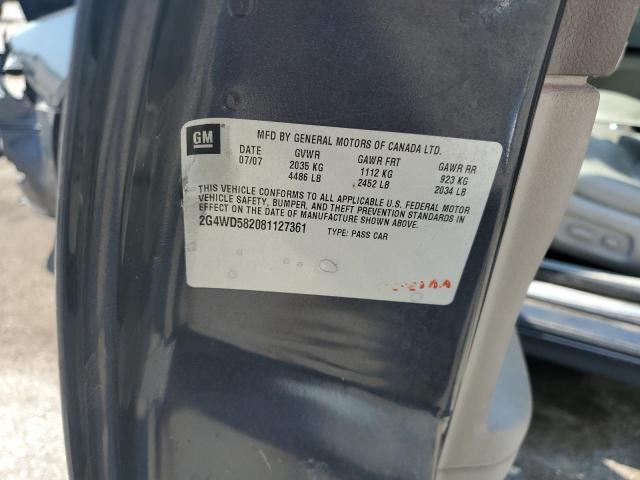 GM
MFD BY GENERAL MOTORS OF CANADA LTD.
DATE GVWR GAWR FRT GAWR RR
07/07 2035 KG 1112 KG 923 KG
4486 LB 2452 LB 2034 LB
THIS VEHICLE CONFORMS TO ALL APPLICABLE U.S. FEDERAL MOTOR
VEHICLE SAFETY, BUMPER, AND THEFT PREVENTION STANDARDS IN
EFFECT ON THE DATE OF MANUFACTURE SHOWN ABOVE.
2G4WD582081127361 TYPE: PASS CAR